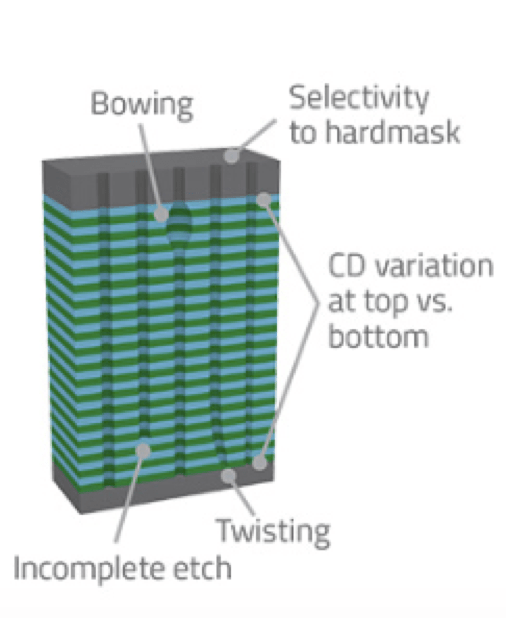 Bowing
Selectivity
to hardmask
CD variation
at top vs.
bottom
Twisting
Incomplete etch